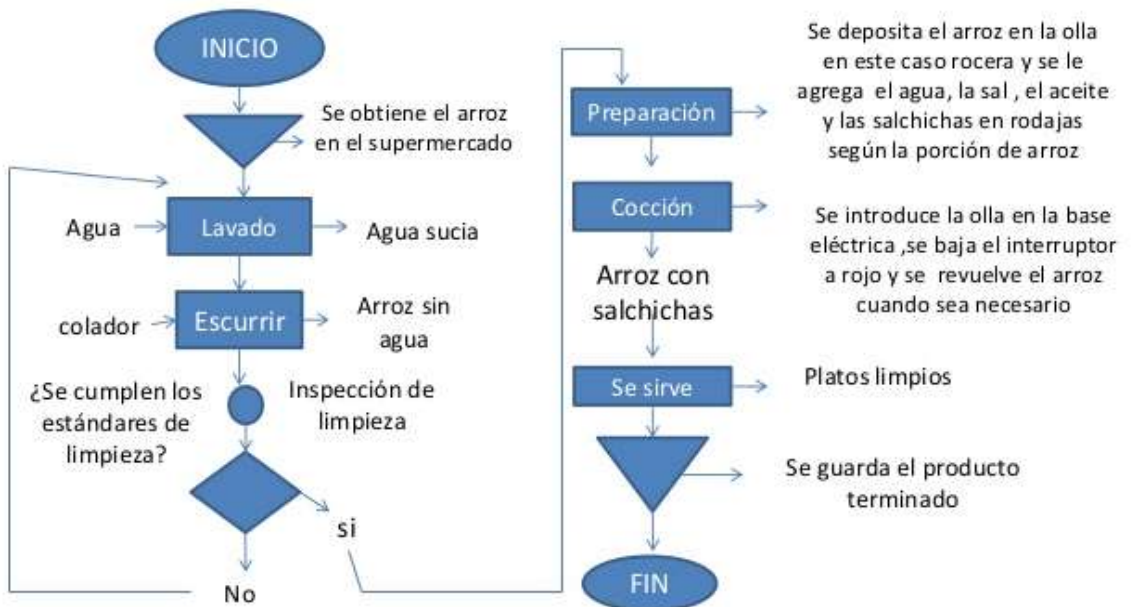 INICIO
Se obtiene el arroz
en el supermercado
Agua
Lavado
Agua sucia
colador
Escurrir
Arroz sin
agua
¿Se cumplen los
estándares de
limpieza?
Inspección de
limpieza
si
No
Preparación
Se deposita el arroz en la olla
en este caso rocera y se le
agrega el agua, la sal , el aceite
y las salchichas en rodajas
según la porción de arroz
Cocción
Se introduce la olla en la base
eléctrica ,se baja el interruptor
a rojo y se revuelve el arroz
cuando sea necesario
Arroz con
salchichas
Se sirve
Platos limpios
Se guarda el producto
terminado
FIN